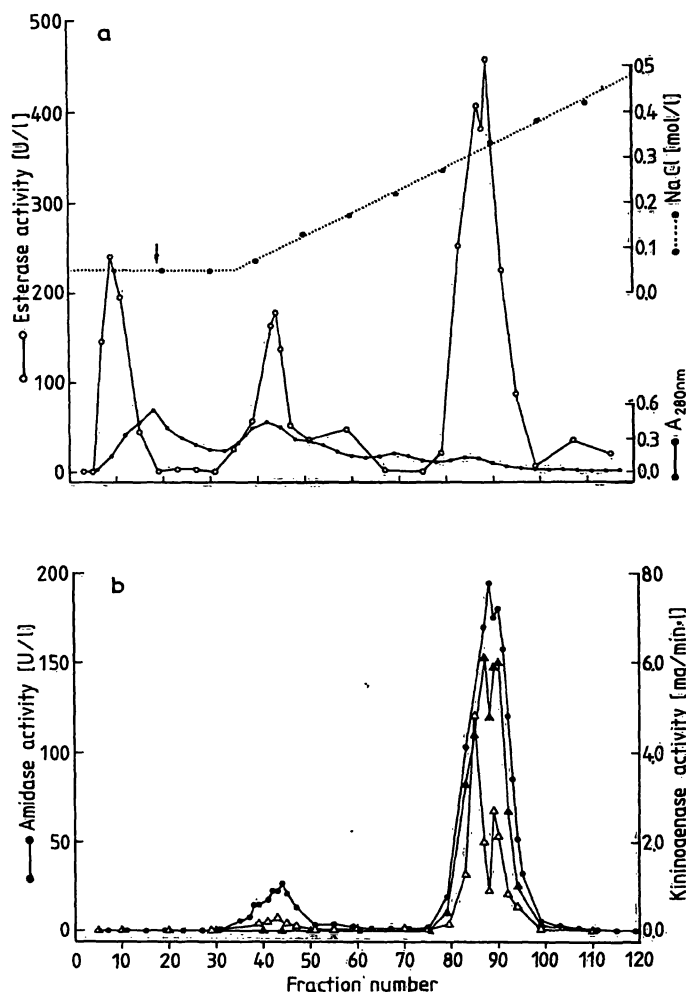 a
500
400
300
200
100
0
Esterase activity [U/l]
0.5
0.4
0.3
0.2
0.1
0.0
NaCl [mol/l]
0.6
0.3
0.0
A280nm
b
200
150
100
50
0
Amidase activity [U/l]
8.0
6.0
4.0
2.0
0.0
Kininogenase activity [mg/min·l]
0 10 20 30 40 50 60 70 80 90 100 110 120
Fraction number